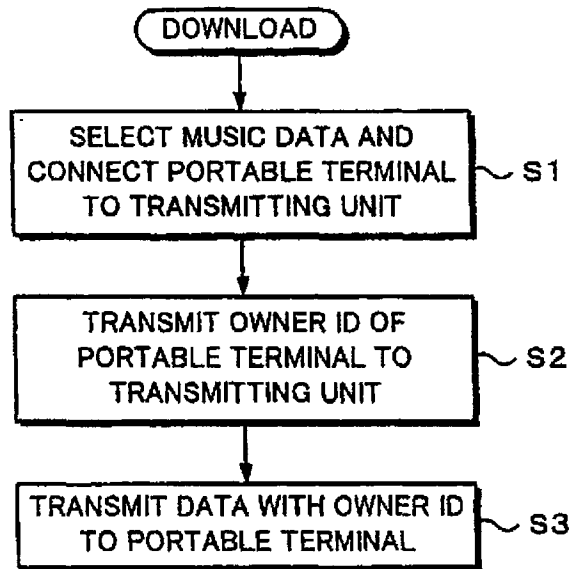 DOWNLOAD
SELECT MUSIC DATA AND
CONNECT PORTABLE TERMINAL
TO TRANSMITTING UNIT
S1
TRANSMIT OWNER ID OF
PORTABLE TERMINAL TO
TRANSMITTING UNIT
S2
TRANSMIT DATA WITH OWNER ID
TO PORTABLE TERMINAL
S3